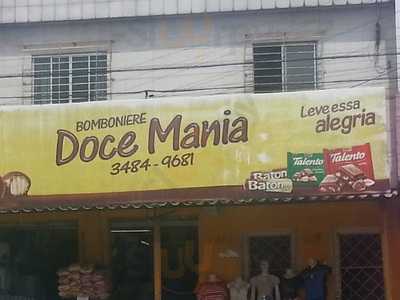 BOMBONIERE
Doce Mania
3484-9681
Leve essa
alegria
Baton
Baton
Talento
Talento